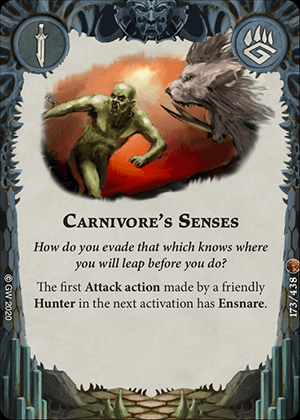 CARNIVORE'S SENSES
How do you evade that which knows where
you will leap before you do?
The first Attack action made by a friendly
Hunter in the next activation has Ensnare.
© GW 2020
173/438